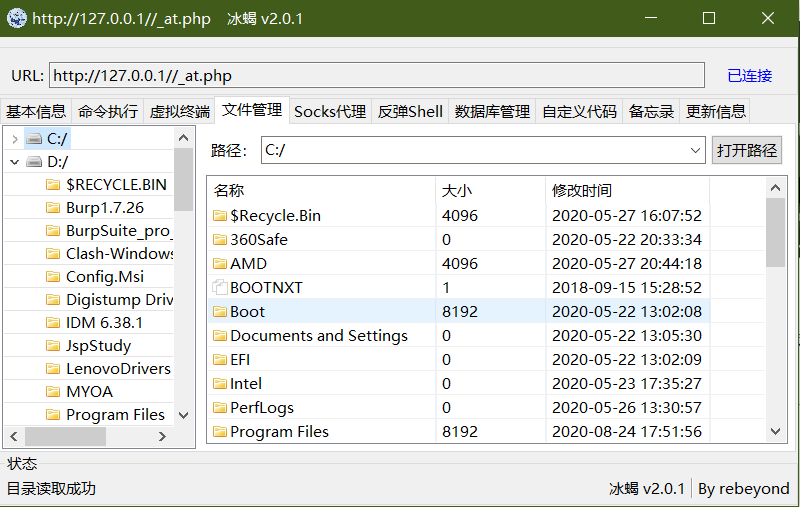 http://127.0.0.1//_at.php 冰蝎 v2.0.1
URL: http://127.0.0.1//_at.php 已连接
基本信息 命令执行 虚拟终端 文件管理 Socks代理 反弹Shell 数据库管理 自定义代码 备忘录 更新信息
C:/
D:/
$RECYCLE.BIN
Burp1.7.26
BurpSuite_pro_
Clash-Windows
Config.Msi
Digistump Driv
IDM 6.38.1
JspStudy
LenovoDrivers
MYOA
Program Files
路径: C:/ 打开路径
名称 大小 修改时间
$Recycle.Bin 4096 2020-05-27 16:07:52
360Safe 0 2020-05-22 20:33:34
AMD 4096 2020-05-27 20:44:18
BOOTNXT 1 2018-09-15 15:28:52
Boot 8192 2020-05-22 13:02:08
Documents and Settings 0 2020-05-22 13:05:30
EFI 0 2020-05-22 13:02:09
Intel 0 2020-05-23 17:35:27
PerfLogs 0 2020-05-26 13:30:57
Program Files 8192 2020-08-24 17:51:56
状态
目录读取成功 冰蝎 v2.0.1 By rebeyond